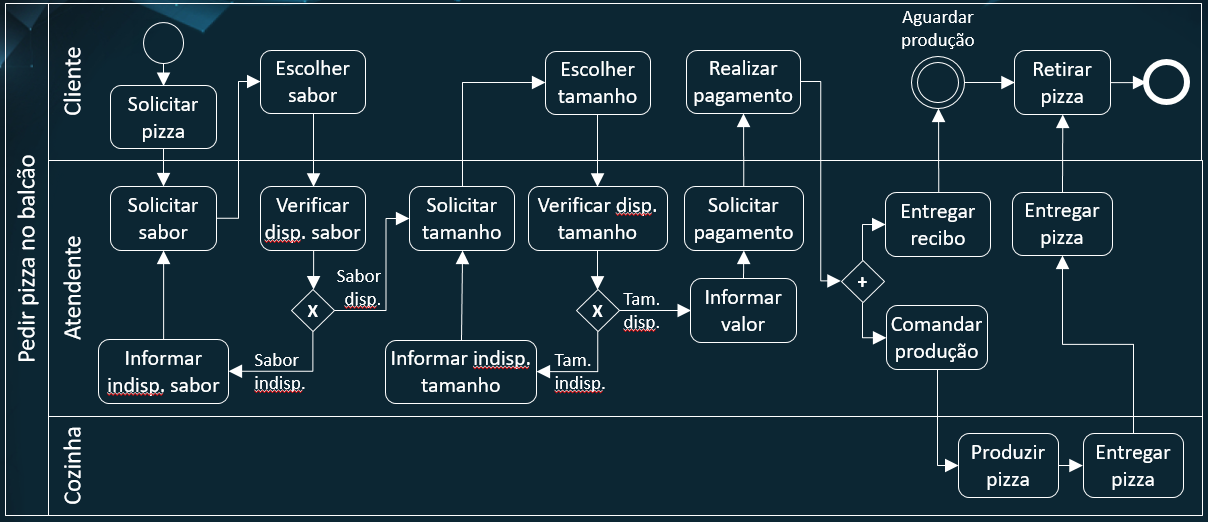 Pedir pizza no balcão
Cliente
Solicitar
pizza
Escolher
sabor
Escolher
tamanho
Realizar
pagamento
Aguardar
produção
Retirar
pizza
Atendente
Solicitar
sabor
Verificar
disp. sabor
Solicitar
tamanho
Verificar disp.
tamanho
Solicitar
pagamento
Entregar
recibo
Entregar
pizza
X
Sabor
disp.
X
Tam.
disp.
Informar
valor
+
Comandar
produção
Informar
indisp. sabor
Sabor
indisp.
Informar indisp.
tamanho
Tam.
indisp.
Cozinha
Produzir
pizza
Entregar
pizza